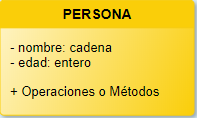 PERSONA
- nombre: cadena
- edad: entero
+ Operaciones o Métodos